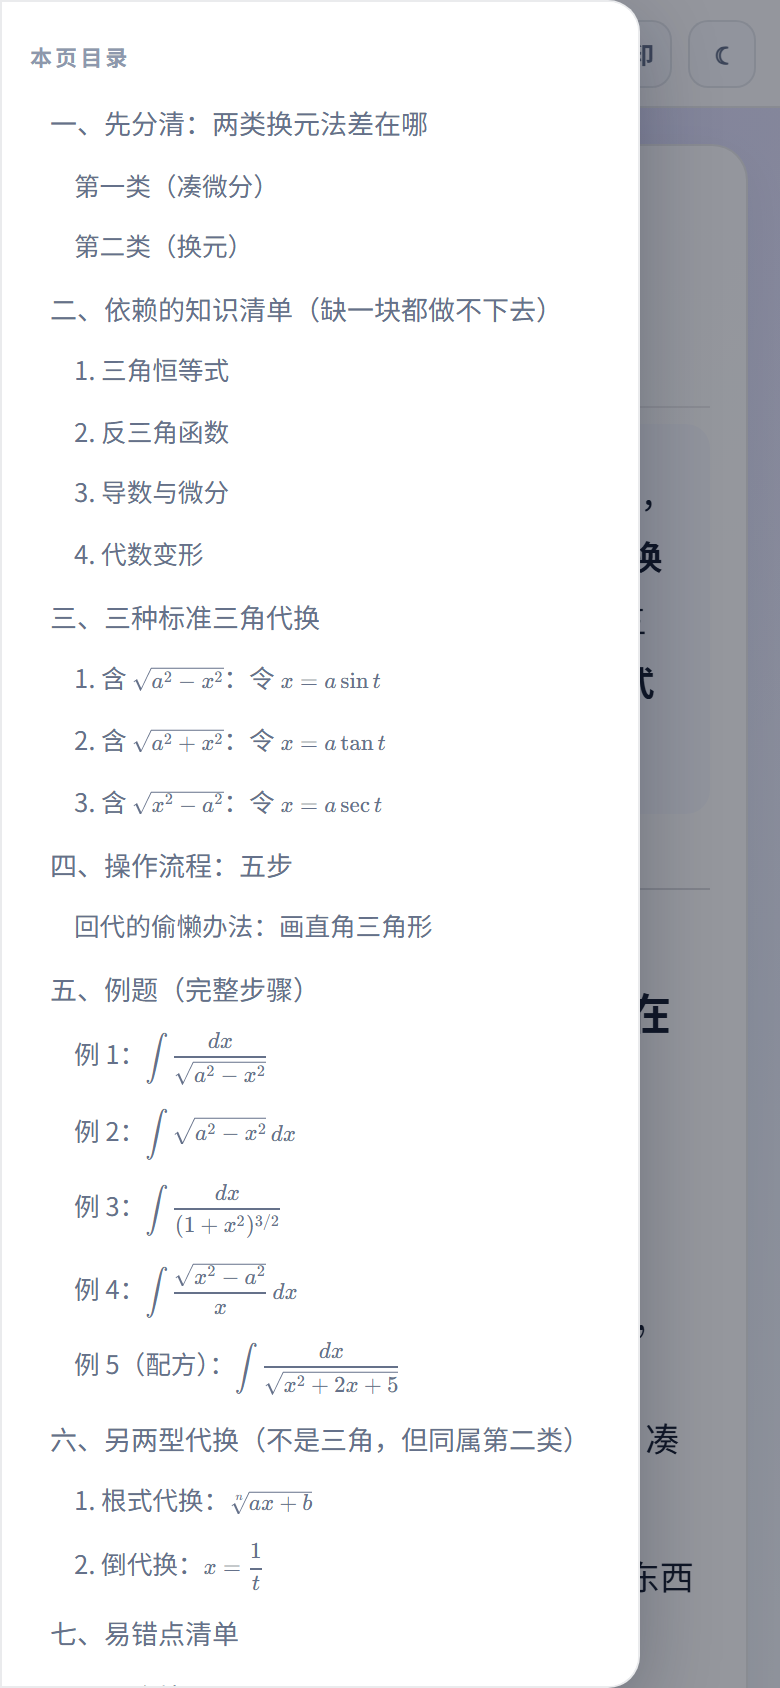 本页目录
一、先分清：两类换元法差在哪
第一类（凑微分）
第二类（换元）
二、依赖的知识清单（缺一块都做不下去）
1. 三角恒等式
2. 反三角函数
3. 导数与微分
4. 代数变形
三、三种标准三角代换
1. 含 √(a² − x²)：令 x = a sin t
2. 含 √(a² + x²)：令 x = a tan t
3. 含 √(x² − a²)：令 x = a sec t
四、操作流程：五步
回代的偷懒办法：画直角三角形
五、例题（完整步骤）
例 1：∫ dx / √(a² − x²)
例 2：∫ √(a² − x²) dx
例 3：∫ dx / (1 + x²)^{3/2}
例 4：∫ √(x² − a²) / x dx
例 5（配方）：∫ dx / √(x² + 2x + 5)
六、另两型代换（不是三角，但同属第二类）
1. 根式代换：ⁿ√(ax + b)
2. 倒代换：x = 1/t
七、易错点清单
印
，
换
式
在
，
凑
东西